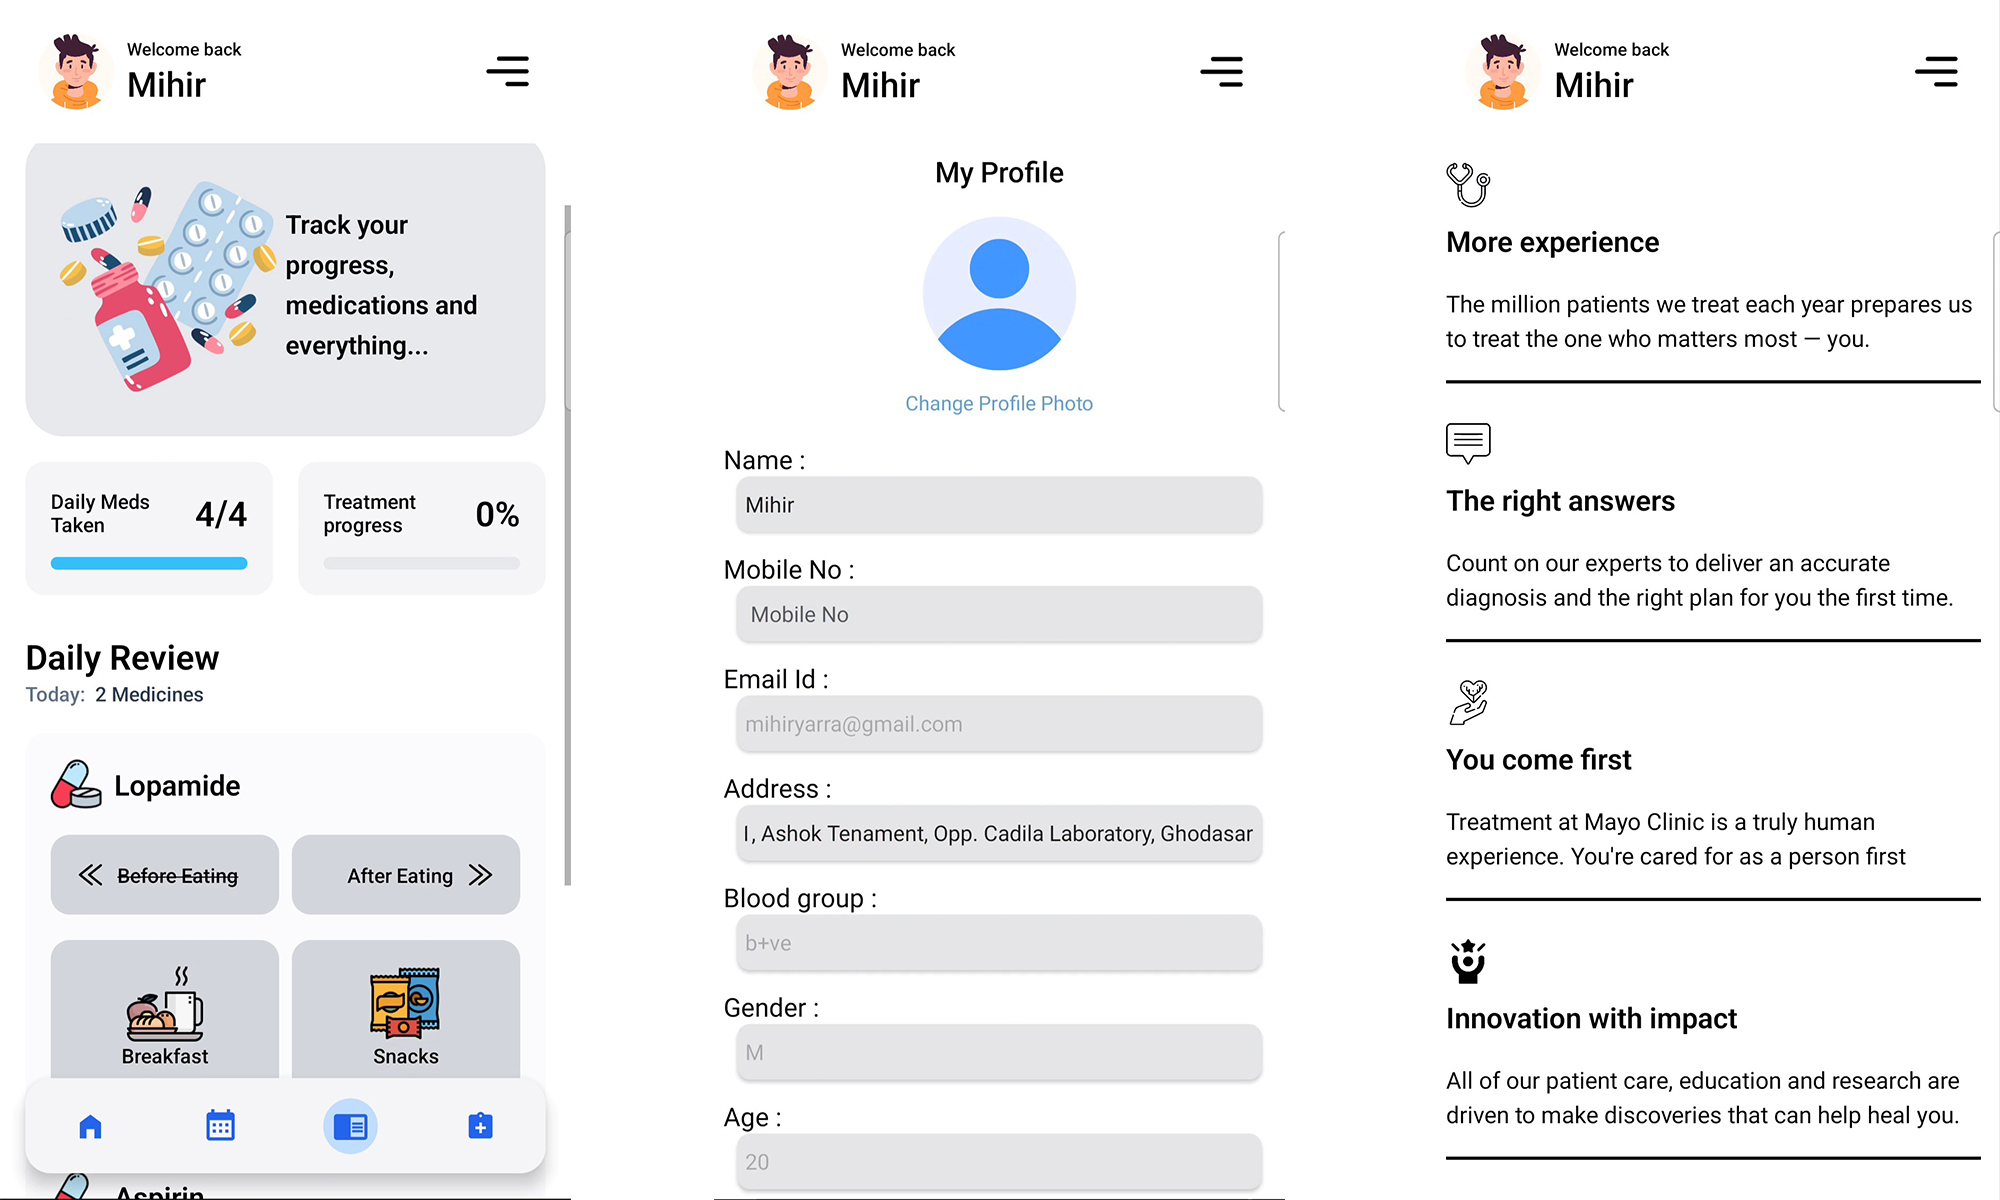 Welcome back
Mihir
Track your
progress,
medications and
everything...
Daily Meds
Taken
4/4
Treatment
progress
0%
Daily Review
Today: 2 Medicines
Lopamide
Before Eating
After Eating
Breakfast
Snacks
Aspirin
Welcome back
Mihir
My Profile
Change Profile Photo
Name :
Mihir
Mobile No :
Mobile No
Email Id :
mihiryarra@gmail.com
Address :
I, Ashok Tenament, Opp. Cadila Laboratory, Ghodasar
Blood group :
b+ve
Gender :
M
Age :
20
Welcome back
Mihir
More experience
The million patients we treat each year prepares us
to treat the one who matters most — you.
The right answers
Count on our experts to deliver an accurate
diagnosis and the right plan for you the first time.
You come first
Treatment at Mayo Clinic is a truly human
experience. You're cared for as a person first
Innovation with impact
All of our patient care, education and research are
driven to make discoveries that can help heal you.